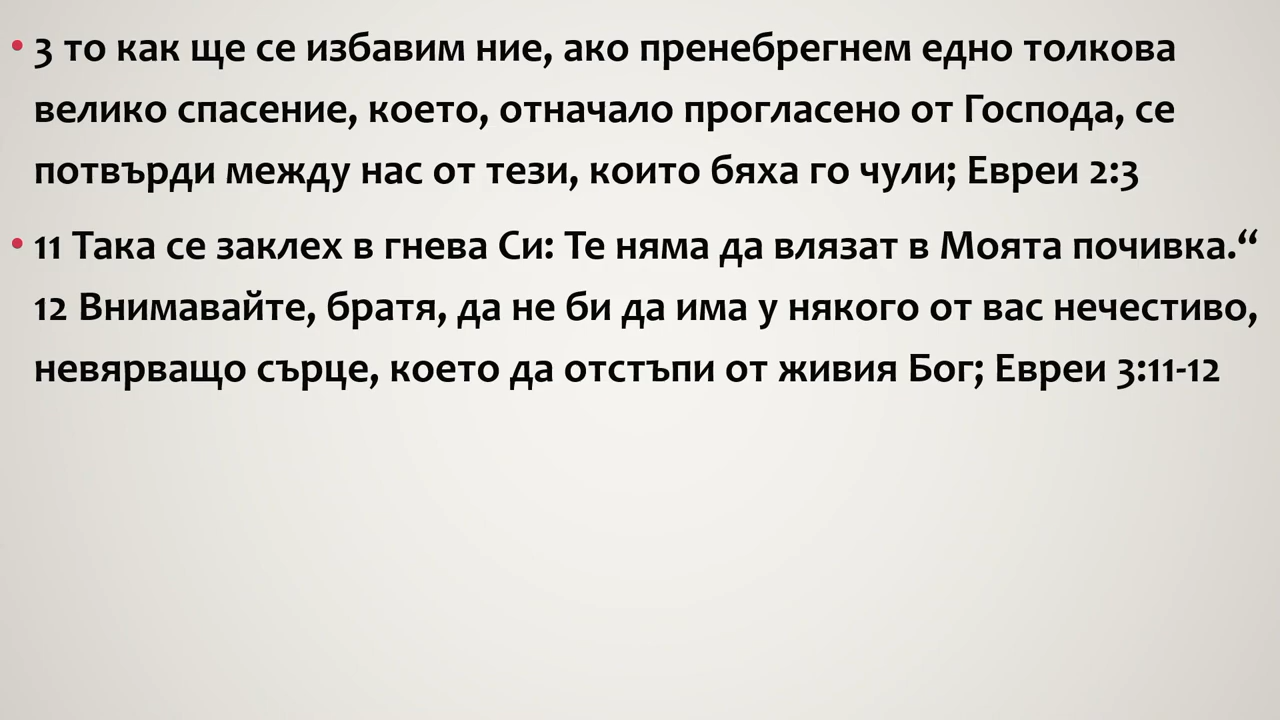 • 3 то как ще се избавим ние, ако пренебрегнем едно толкова
велико спасение, което, отначало прогласено от Господа, се
потвърди между нас от тези, които бяха го чули; Евреи 2:3
• 11 Така се заклех в гнева Си: Те няма да влязат в Моята почивка.“
12 Внимавайте, братя, да не би да има у някого от вас нечестиво,
невярващо сърце, което да отстъпи от живия Бог; Евреи 3:11-12